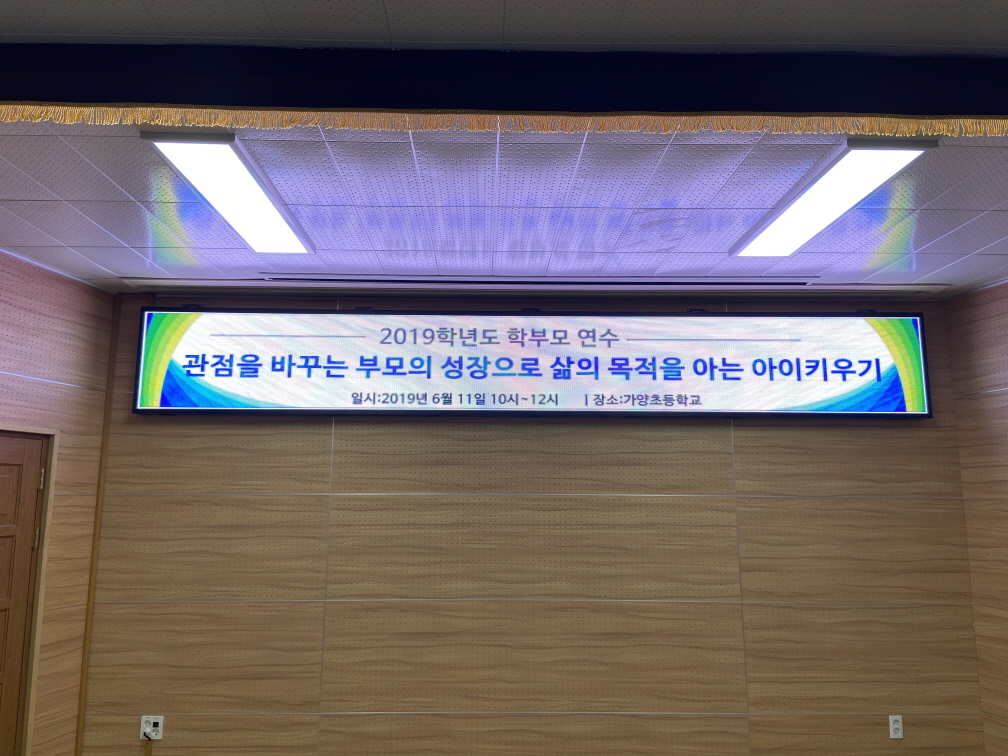 2019학년도 학부모 연수
관점을 바꾸는 부모의 성장으로 삶의 목적을 아는 아이키우기
일시:2019년 6월 11일 10시~12시 | 장소:가양초등학교